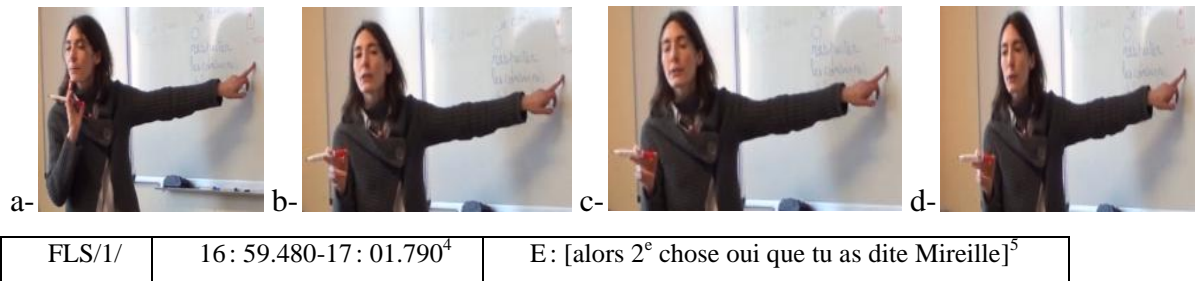 a- b- c- d-
FLS/1/ 16: 59.480-17: 01.790⁴ E: [alors 2ᵉ chose oui que tu as dite Mireille]⁵